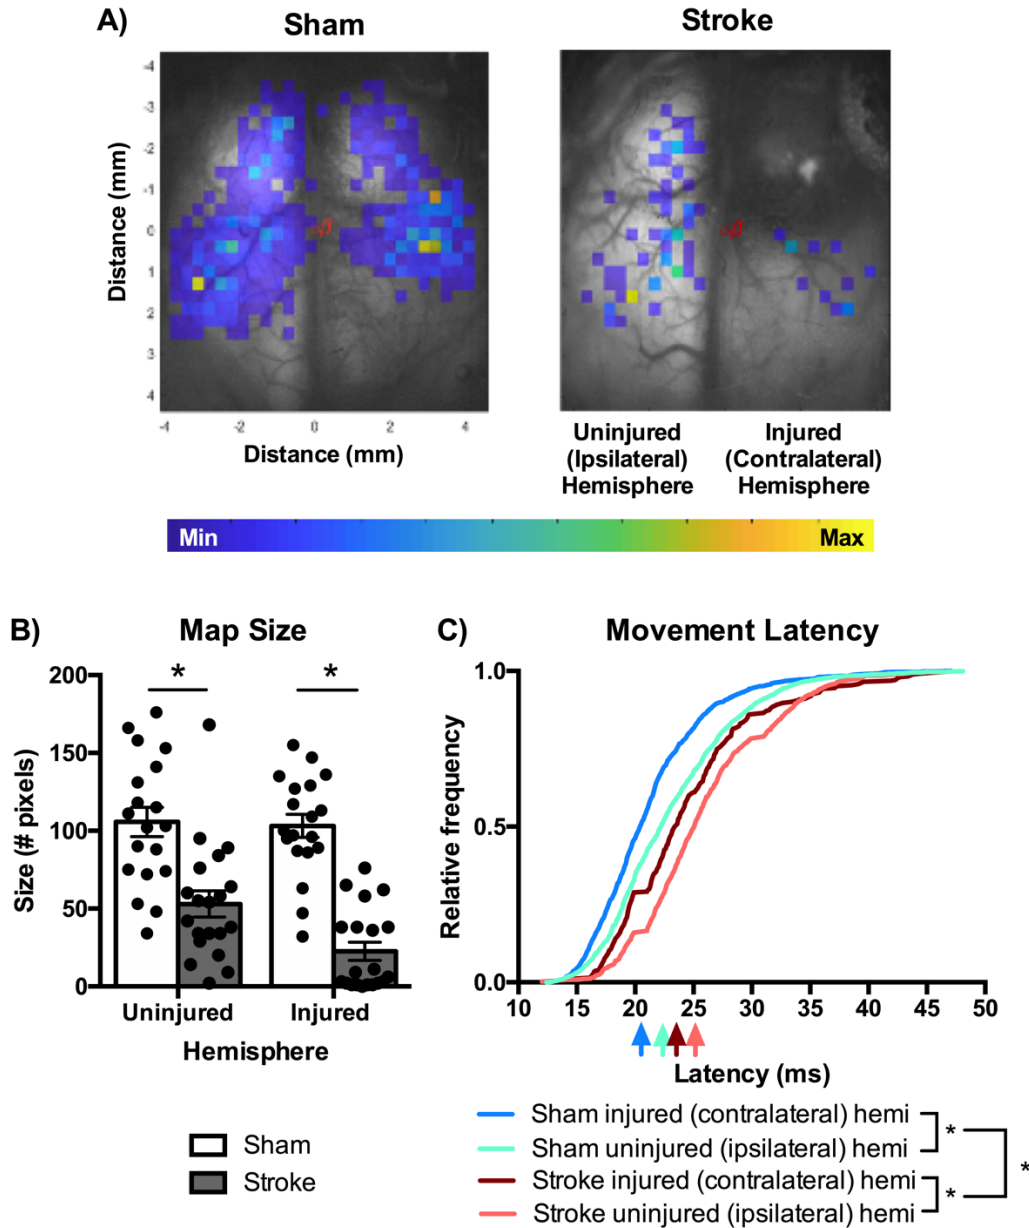 A)
Sham
Stroke
Distance (mm)
-4
-3
-2
-1
0
1
2
3
4
-4
-2
0
2
4
Distance (mm)
β
β
Uninjured
(Ipsilateral)
Hemisphere
Injured
(Contralateral)
Hemisphere
Min
Max
B)
Map Size
Size (# pixels)
200
150
100
50
0
*
*
Uninjured
Injured
Hemisphere
Sham
Stroke
C)
Movement Latency
Relative frequency
1.0
0.5
0.0
10
15
20
25
30
35
40
45
50
Latency (ms)
Sham injured (contralateral) hemi
Sham uninjured (ipsilateral) hemi
Stroke injured (contralateral) hemi
Stroke uninjured (ipsilateral) hemi
*
*
*